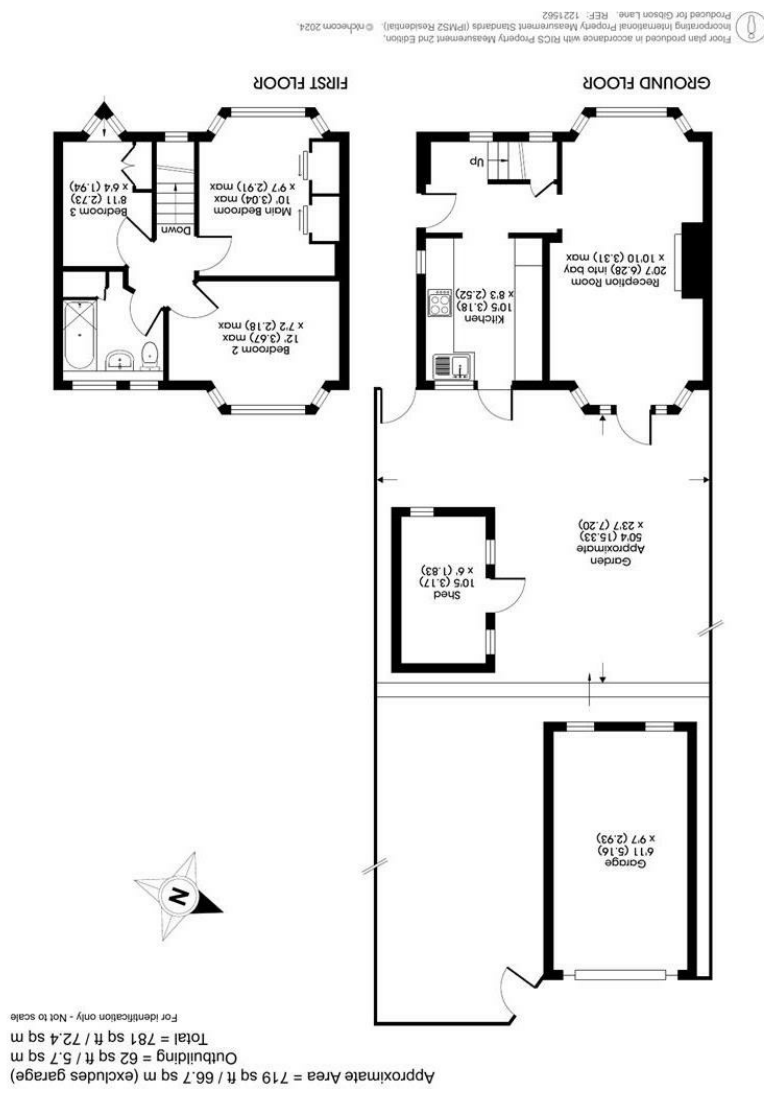 Approximate Area = 719 sq ft / 66.7 sq m (excludes garage)
Outbuilding = 62 sq ft / 5.7 sq m
Total = 781 sq ft / 72.4 sq m
For identification only - Not to scale
N
Garage
6'11 (5.16)
x 9'7 (2.93)
Shed
10'5 (3.17)
x 6' (1.83)
Garden
Approximate
50'4 (15.33)
x 23'7 (7.20)
Reception Room
20'7 (6.28) into bay
x 10'10 (3.31) max
Kitchen
10'5 (3.18)
x 8'3 (2.52)
Up
GROUND FLOOR
Bedroom 2
12' (3.67) max
x 7'2 (2.18) max
Down
Main Bedroom
10' (3.04) max
x 9'7 (2.91) max
Bedroom 3
8'11 (2.73)
x 6'4 (1.94)
FIRST FLOOR
Floor plan produced in accordance with RICS Property Measurement 2nd Edition,
Incorporating International Property Measurement Standards (IPMS2 Residential). © nichecom 2024.
Produced for Gibson Lane. REF: 1221562